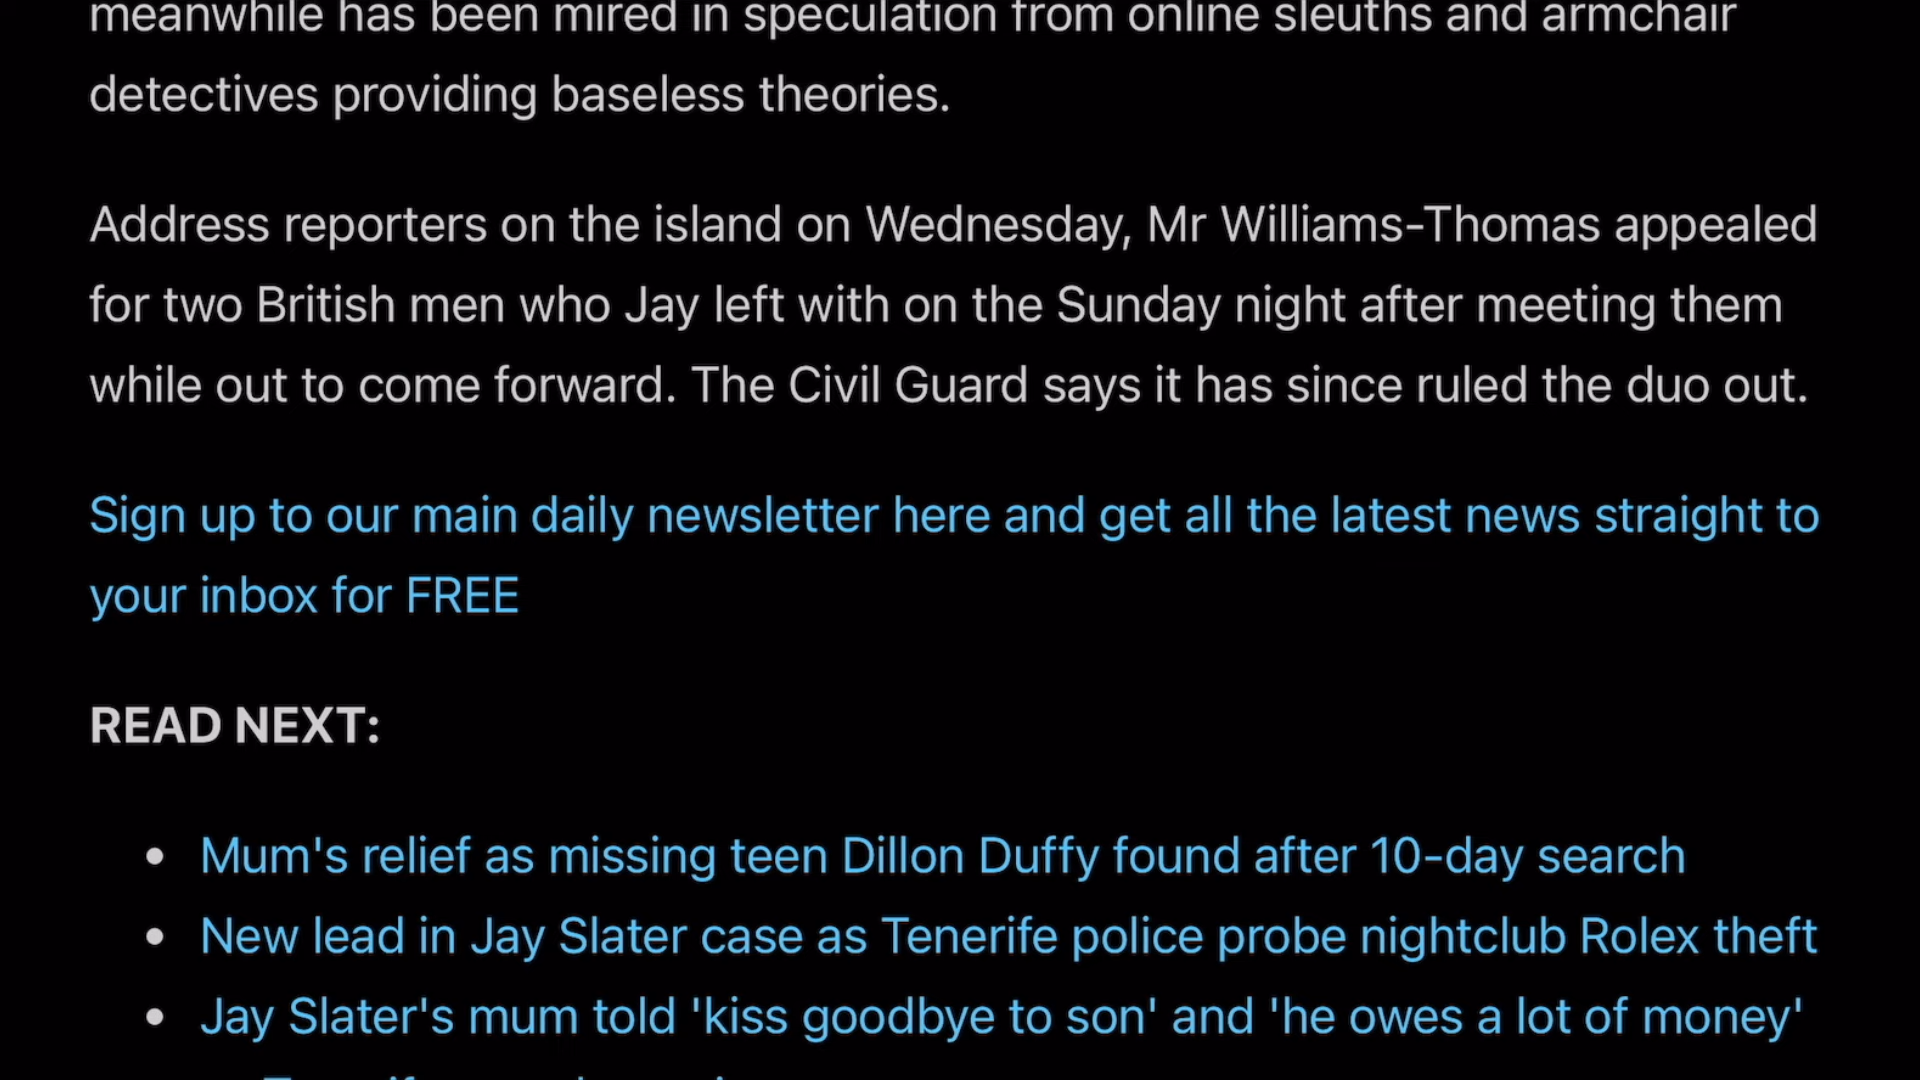 meanwhile has been mired in speculation from online sleuths and armchair
detectives providing baseless theories.
Address reporters on the island on Wednesday, Mr Williams-Thomas appealed
for two British men who Jay left with on the Sunday night after meeting them
while out to come forward. The Civil Guard says it has since ruled the duo out.
Sign up to our main daily newsletter here and get all the latest news straight to
your inbox for FREE
READ NEXT:
Mum's relief as missing teen Dillon Duffy found after 10-day search
New lead in Jay Slater case as Tenerife police probe nightclub Rolex theft
Jay Slater's mum told 'kiss goodbye to son' and 'he owes a lot of money'